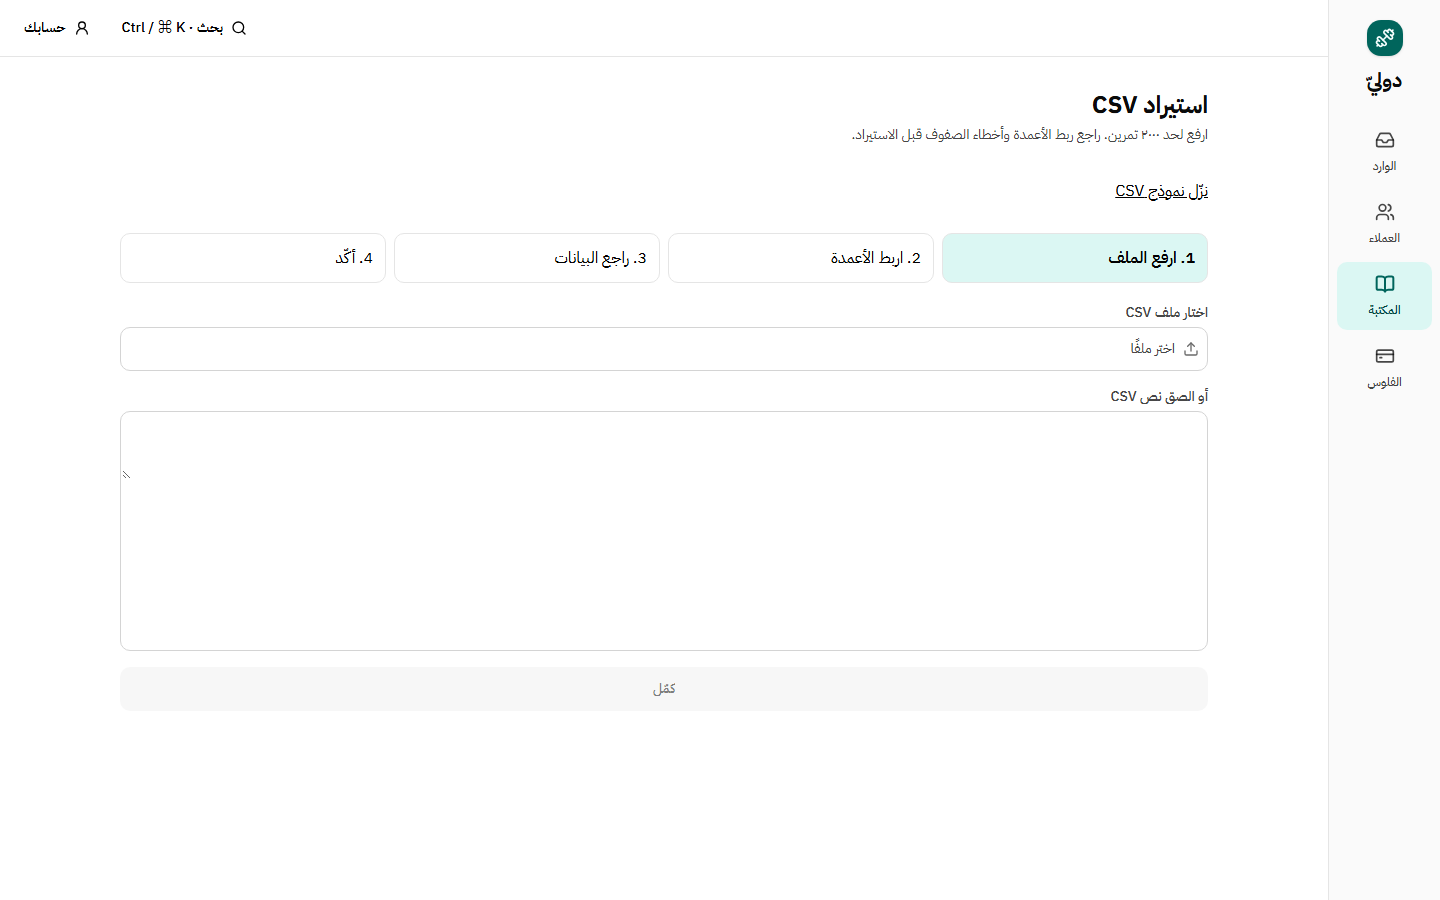 دوليّ
الوارد
العملاء
المكتبة
الفلوس
بحث · Ctrl / ⌘ K
حسابك
استيراد CSV
ارفع لحد ٢٠٠٠ تمرين. راجع ربط الأعمدة وأخطاء الصفوف قبل الاستيراد.
نزّل نموذج CSV
1. ارفع الملف
2. اربط الأعمدة
3. راجع البيانات
4. أكّد
اختار ملف CSV
اختر ملفًا
أو الصق نص CSV
كمّل